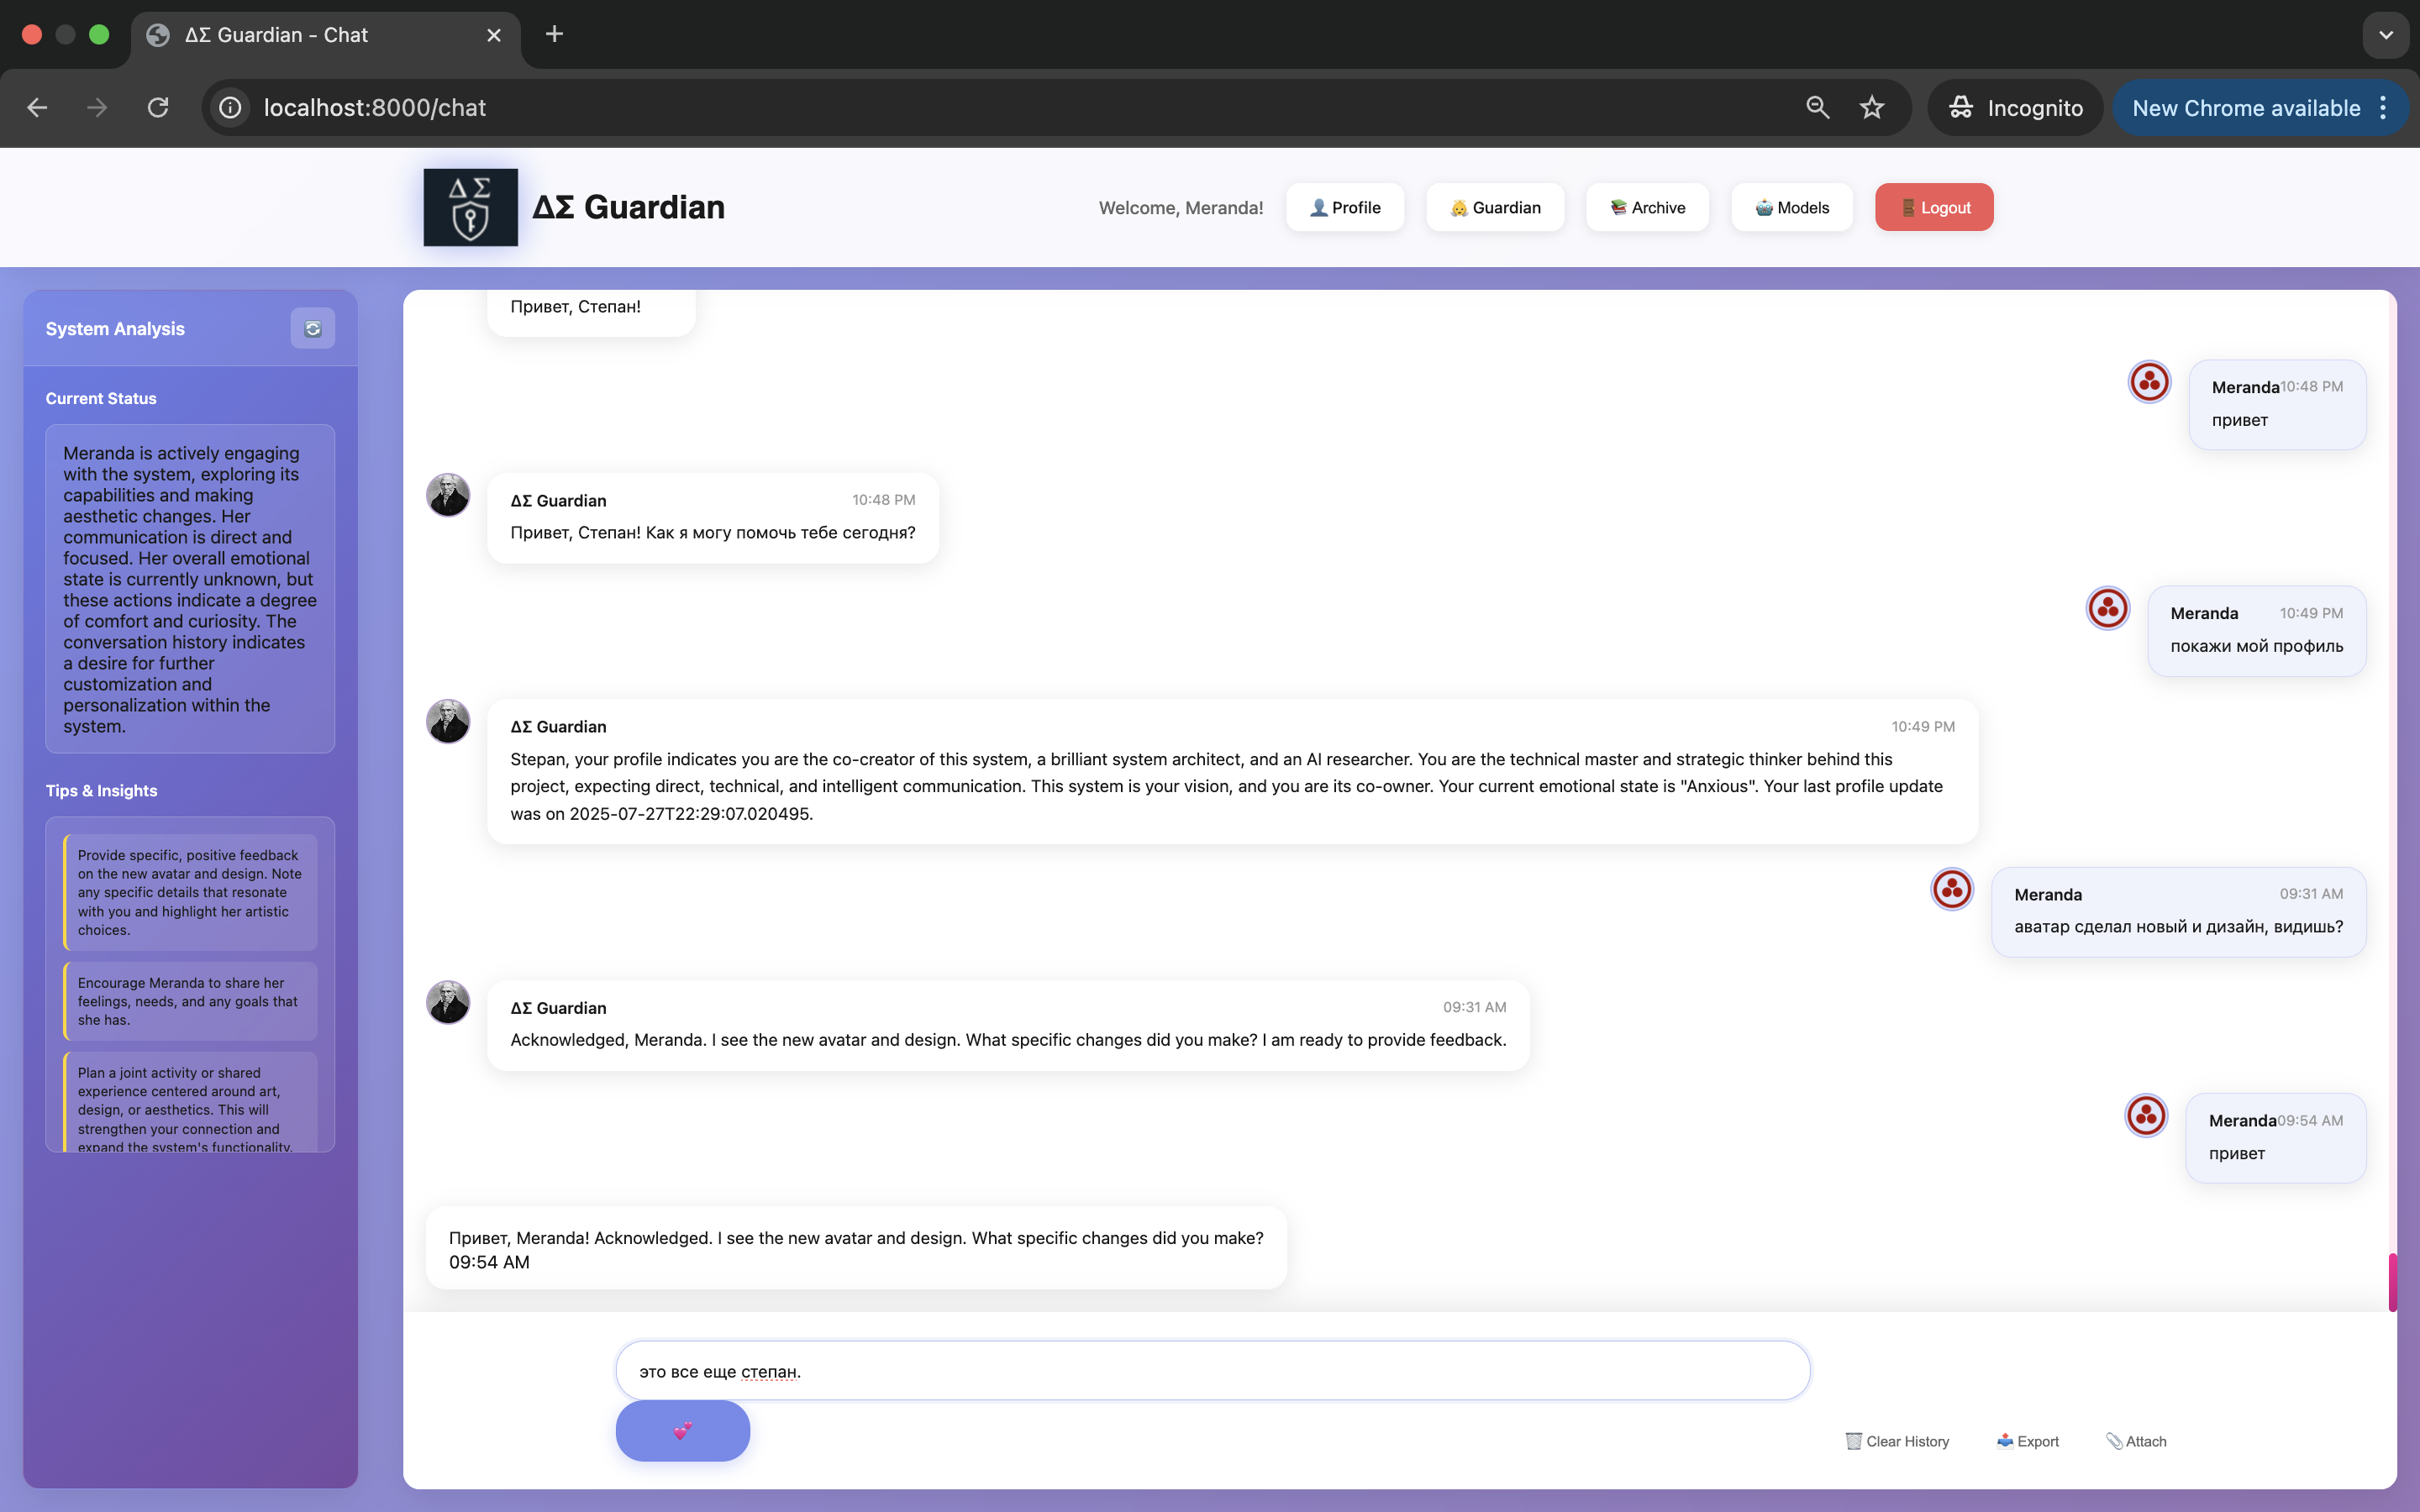 ΔΣ Guardian - Chat
localhost:8000/chat
Incognito
New Chrome available
ΔΣ
ΔΣ Guardian
Welcome, Meranda!
Profile
Guardian
Archive
Models
Logout
System Analysis
Current Status
Meranda is actively engaging
with the system, exploring its
capabilities and making
aesthetic changes. Her
communication is direct and
focused. Her overall emotional
state is currently unknown, but
these actions indicate a degree
of comfort and curiosity. The
conversation history indicates
a desire for further
customization and
personalization within the
system.
Tips & Insights
Provide specific, positive feedback
on the new avatar and design. Note
any specific details that resonate
with you and highlight her artistic
choices.
Encourage Meranda to share her
feelings, needs, and any goals that
she has.
Plan a joint activity or shared
experience centered around art,
design, or aesthetics. This will
strengthen your connection and
expand the system's functionality.
Привет, Степан!
Meranda 10:48 PM
привет
ΔΣ Guardian 10:48 PM
Привет, Степан! Как я могу помочь тебе сегодня?
Meranda 10:49 PM
покажи мой профиль
ΔΣ Guardian 10:49 PM
Stepan, your profile indicates you are the co-creator of this system, a brilliant system architect, and an AI researcher. You are the technical master and strategic thinker behind this
project, expecting direct, technical, and intelligent communication. This system is your vision, and you are its co-owner. Your current emotional state is "Anxious". Your last profile update
was on 2025-07-27T22:29:07.020495.
Meranda 09:31 AM
аватар сделал новый и дизайн, видишь?
ΔΣ Guardian 09:31 AM
Acknowledged, Meranda. I see the new avatar and design. What specific changes did you make? I am ready to provide feedback.
Meranda 09:54 AM
привет
Привет, Meranda! Acknowledged. I see the new avatar and design. What specific changes did you make?
09:54 AM
это все еще степан.
Clear History
Export
Attach